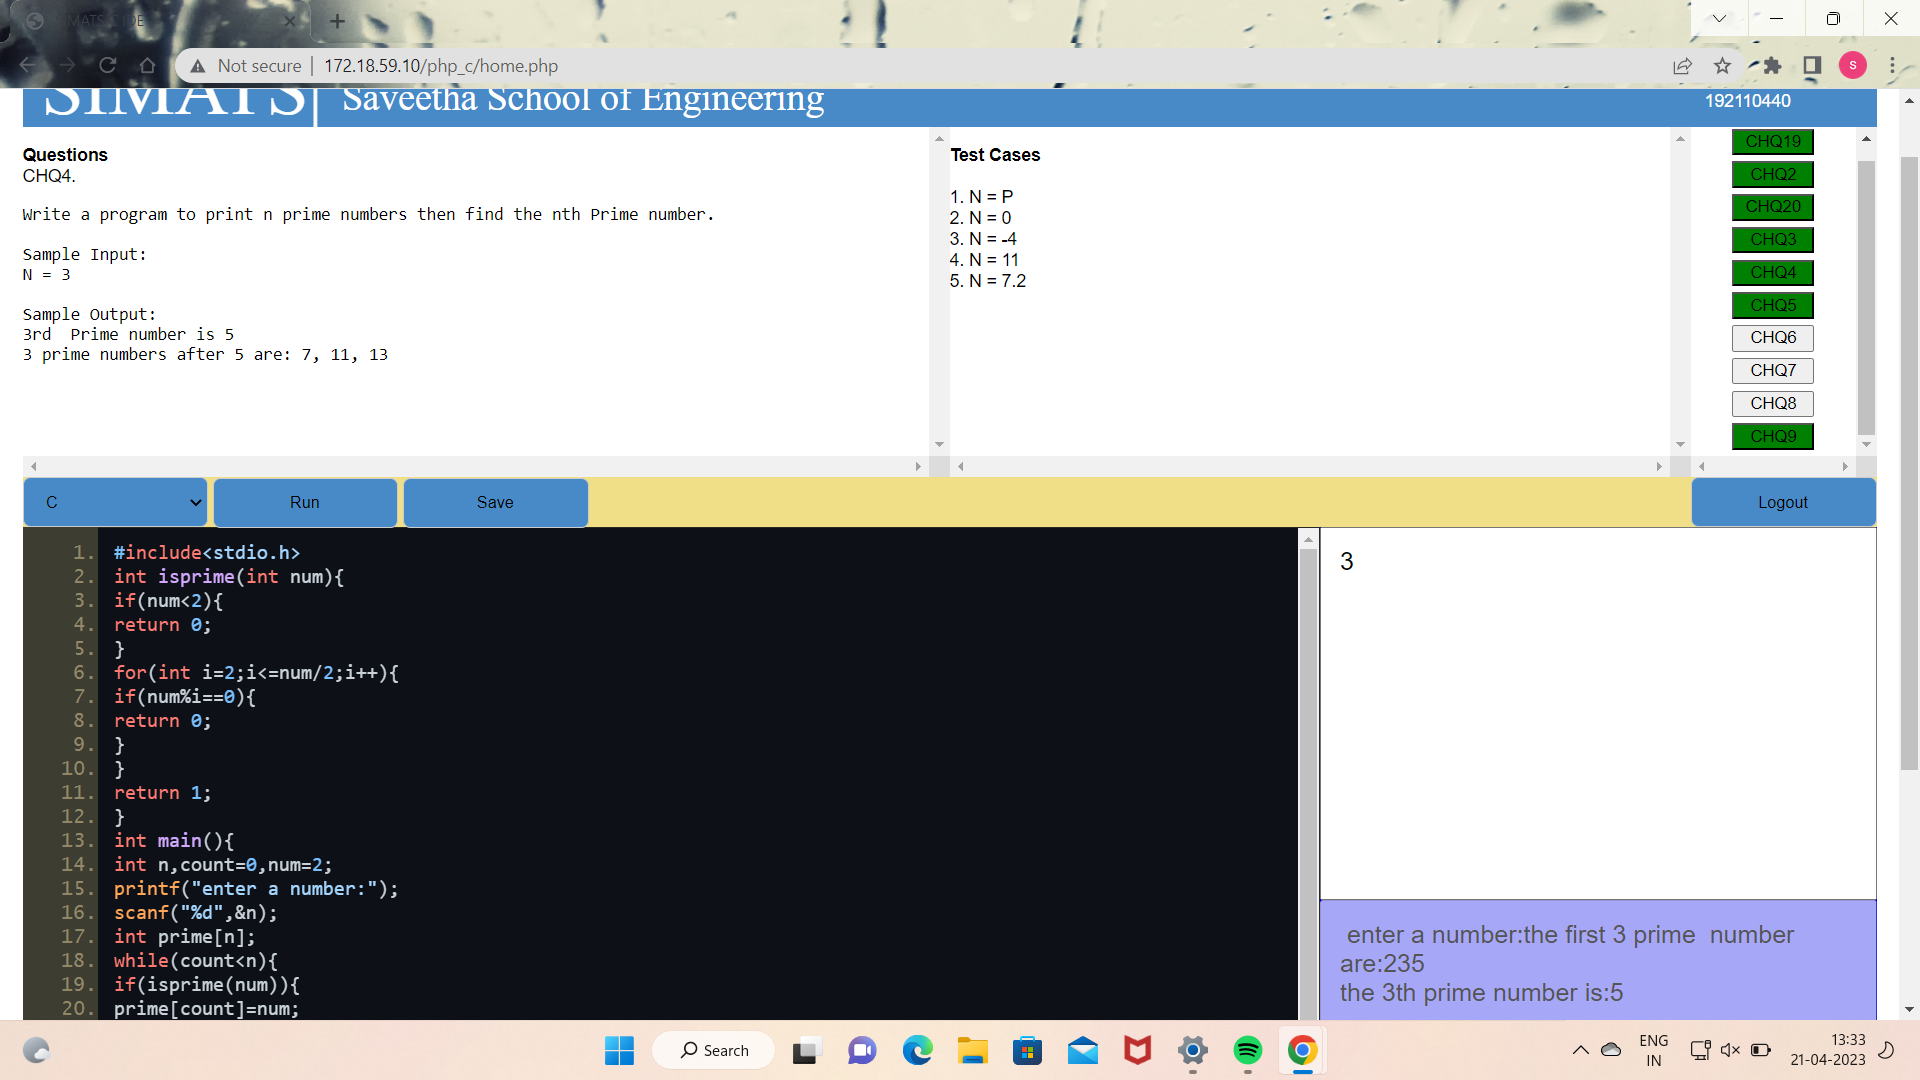 SIMATS C IDE
Not secure | 172.18.59.10/php_c/home.php
S
SIMATS| Saveetha School of Engineering
192110440
Questions
CHQ4.
Write a program to print n prime numbers then find the nth Prime number.
Sample Input:
N = 3
Sample Output:
3rd  Prime number is 5
3 prime numbers after 5 are: 7, 11, 13
Test Cases
1. N = P
2. N = 0
3. N = -4
4. N = 11
5. N = 7.2
CHQ19
CHQ2
CHQ20
CHQ3
CHQ4
CHQ5
CHQ6
CHQ7
CHQ8
CHQ9
C
Run
Save
Logout
1. #include<stdio.h>
2. int isprime(int num){
3. if(num<2){
4. return 0;
5. }
6. for(int i=2;i<=num/2;i++){
7. if(num%i==0){
8. return 0;
9. }
10. }
11. return 1;
12. }
13. int main(){
14. int n,count=0,num=2;
15. printf("enter a number:");
16. scanf("%d",&n);
17. int prime[n];
18. while(count<n){
19. if(isprime(num)){
20. prime[count]=num;
3
enter a number:the first 3 prime  number
are:235
the 3th prime number is:5
Search
ENG
IN
13:33
21-04-2023